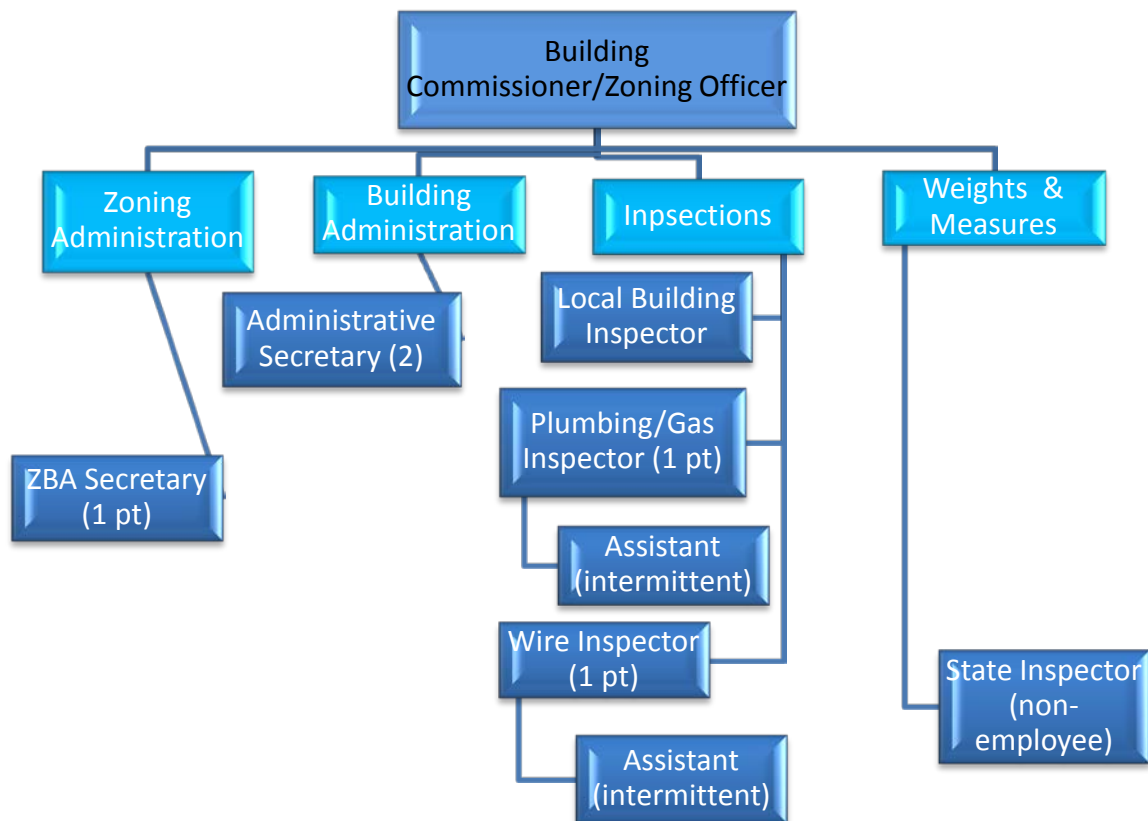 Building
Commissioner/Zoning Officer
Zoning
Administration
Building
Administration
Inpsections
Weights & 
Measures
Administrative
Secretary (2)
Local Building
Inspector
Plumbing/Gas
Inspector (1 pt)
ZBA Secretary
(1 pt)
Assistant
(intermittent)
Wire Inspector
(1 pt)
State Inspector
(non-
employee)
Assistant
(intermittent)